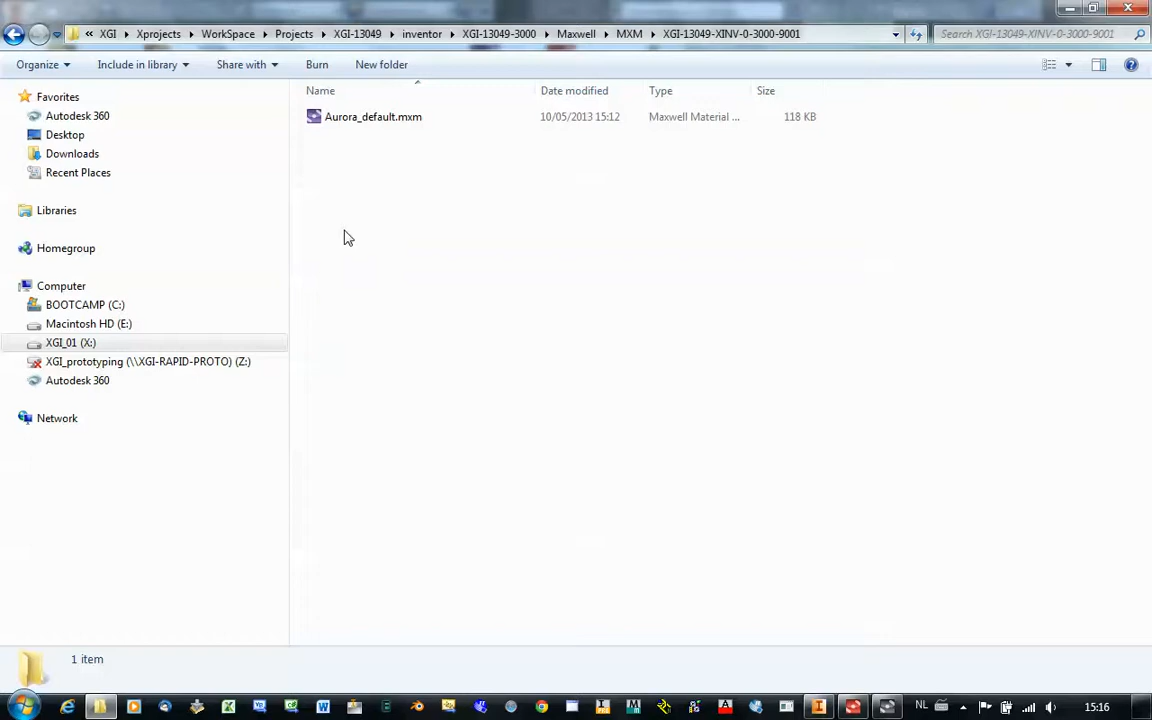 « XGI ▸ Xprojects ▸ WorkSpace ▸ Projects ▸ XGI-13049 ▸ inventor ▸ XGI-13049-3000 ▸ Maxwell ▸ MXM ▸ XGI-13049-XINV-0-3000-9001
Search XGI-13049-XINV-0-3000-9001
Organize Include in library Share with Burn New folder
Name Date modified Type Size
Aurora_default.mxm 10/05/2013 15:12 Maxwell Material ... 118 KB
Favorites
Autodesk 360
Desktop
Downloads
Recent Places
Libraries
Homegroup
Computer
BOOTCAMP (C:)
Macintosh HD (E:)
XGI_01 (X:)
XGI_prototyping (\\XGI-RAPID-PROTO) (Z:)
Autodesk 360
Network
1 item
NL 15:16